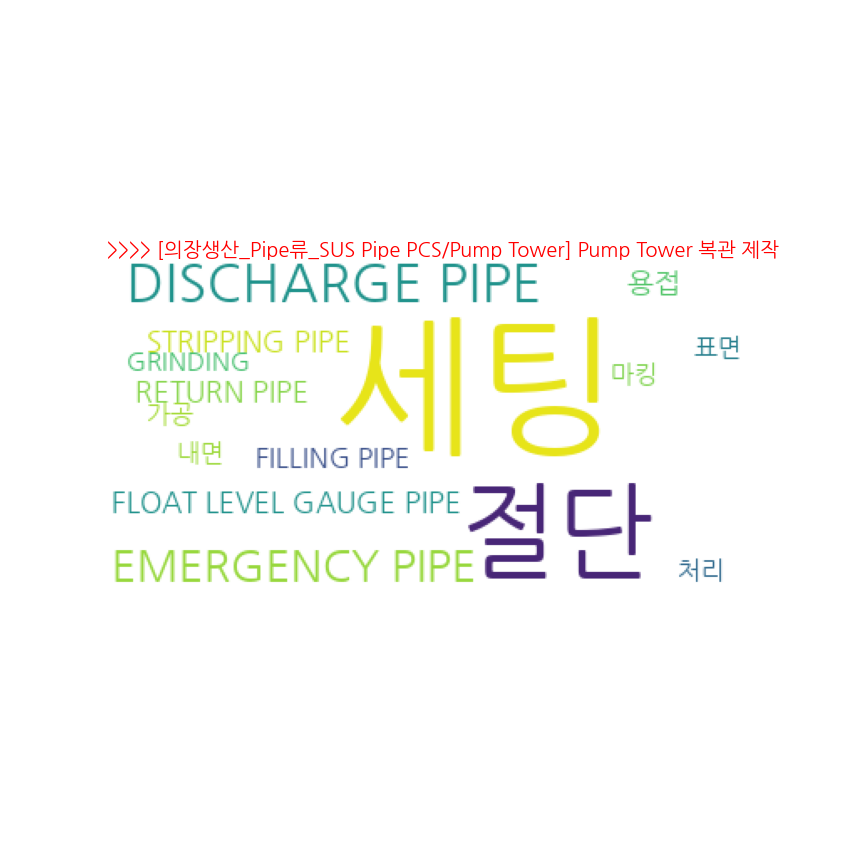 >>>> [의장생산_Pipe류_SUS Pipe PCS/Pump Tower] Pump Tower 복관 제작
DISCHARGE PIPE
용접
STRIPPING PIPE
세팅
표면
GRINDING
마킹
RETURN PIPE
가공
내면
FILLING PIPE
FLOAT LEVEL GAUGE PIPE
절단
EMERGENCY PIPE
처리